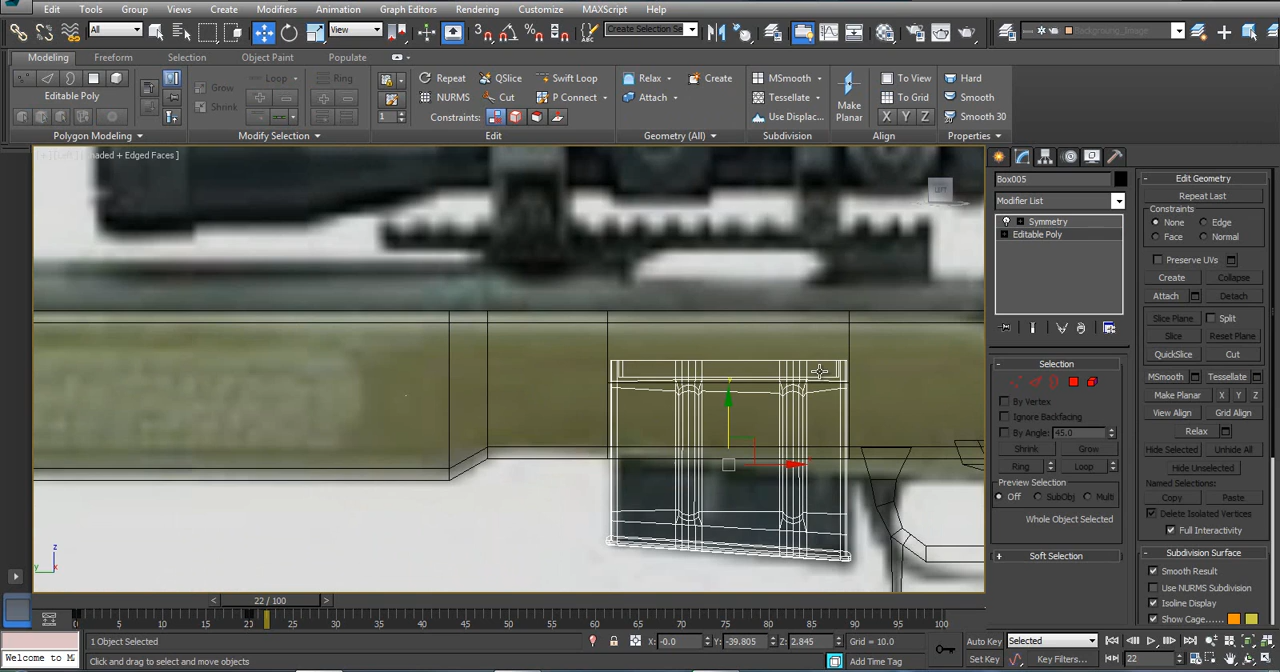 Edit Tools Group Views Create Modifiers Animation Graph Editors Rendering Customize MAXScript Help
All View Create Selection Se
Modeling Freeform Selection Object Paint Populate
Loop Ring Repeat QSlice Swift Loop Relax Create MSmooth To View Hard
Editable Poly Grow NURMS Cut P Connect Attach Tessellate To Grid Smooth
Shrink 1 Constraints: Make Planar Use Displac... X Y Z Smooth 30
Polygon Modeling Modify Selection Edit Geometry (All) Subdivision Align Properties
haded + Edged Faces ]
LEFT
Box005
Modifier List
Symmetry
Editable Poly
Selection
By Vertex
Ignore Backfacing
By Angle: 45.0
Shrink Grow
Ring Loop
Preview Selection
Off SubObj Multi
Whole Object Selected
Soft Selection
Edit Geometry
Repeat Last
Constraints
None Edge
Face Normal
Preserve UVs
Create Collapse
Attach Detach
Slice Plane Split
Slice Reset Plane
QuickSlice Cut
MSmooth Tessellate
Make Planar X Y Z
View Align Grid Align
Relax
Hide Selected Unhide All
Hide Unselected
Named Selections:
Copy Paste
Delete Isolated Vertices
Full Interactivity
Subdivision Surface
Smooth Result
Use NURMS Subdivision
Isoline Display
Show Cage......
z
y x
22 / 100
0 5 10 15 20 25 30 35 40 45 50 55 60 65 70 75 80 85 90 95 100
1 Object Selected X: -0.0 Y: -39.805 Z: 2.845 Grid = 10.0 Auto Key Selected
Welcome to M Click and drag to select and move objects Add Time Tag Set Key Key Filters... 22